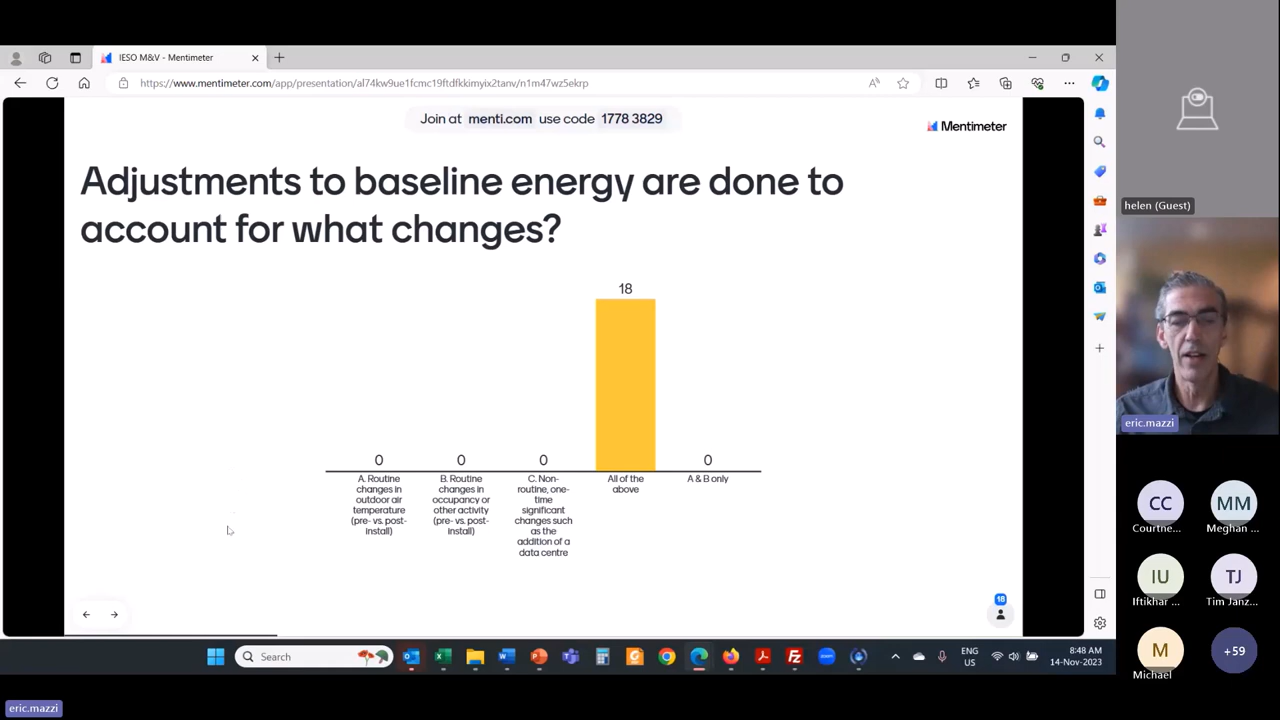 IESO M&V - Mentimeter
https://www.mentimeter.com/app/presentation/al74kw9ue1fcmc19ftdfkkimyix2tanv/n1m47wz5ekrp
Join at menti.com use code 1778 3829
Mentimeter
Adjustments to baseline energy are done to
account for what changes?
18
0
0
0
0
A. Routine
changes in
outdoor air
temperature
(pre- vs. post-
install)
B. Routine
changes in
occupancy or
other activity
(pre- vs. post-
install)
C. Non-
routine, one-
time
significant
changes such
as the
addition of a
data centre
All of the
above
A & B only
18
Search
ENG
US
8:48 AM
14-Nov-2023
helen (Guest)
eric.mazzi
CC
Courtne...
MM
Meghan ...
IU
Iftikhar ...
TJ
Tim Janz...
M
Michael
+59
eric.mazzi